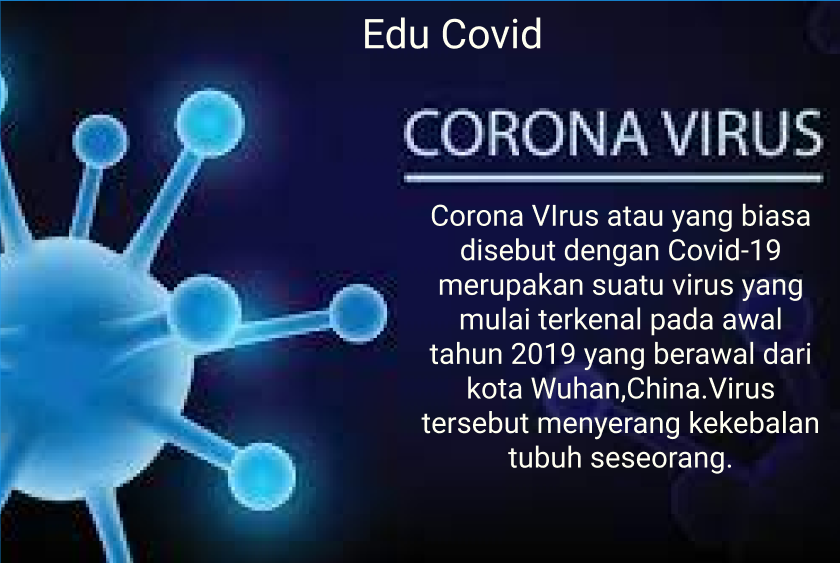 Edu Covid
CORONA VIRUS
Corona VIrus atau yang biasa
disebut dengan Covid-19
merupakan suatu virus yang
mulai terkenal pada awal
tahun 2019 yang berawal dari
kota Wuhan,China.Virus
tersebut menyerang kekebalan
tubuh seseorang.